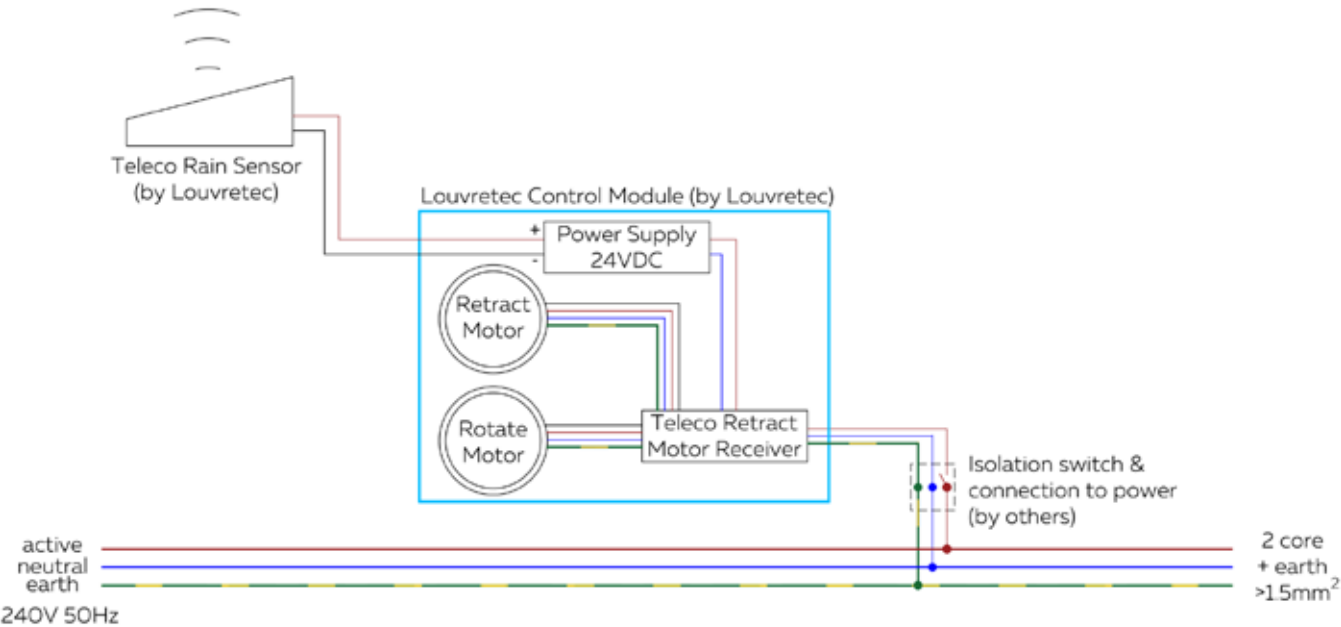 Teleco Rain Sensor
(by Louvretec)
Louvretec Control Module (by Louvretec)
+
Power Supply
-
24VDC
Retract
Motor
Rotate
Motor
Teleco Retract
Motor Receiver
Isolation switch &
connection to power
(by others)
active
neutral
earth
240V 50Hz
2 core
+ earth
>1.5mm²